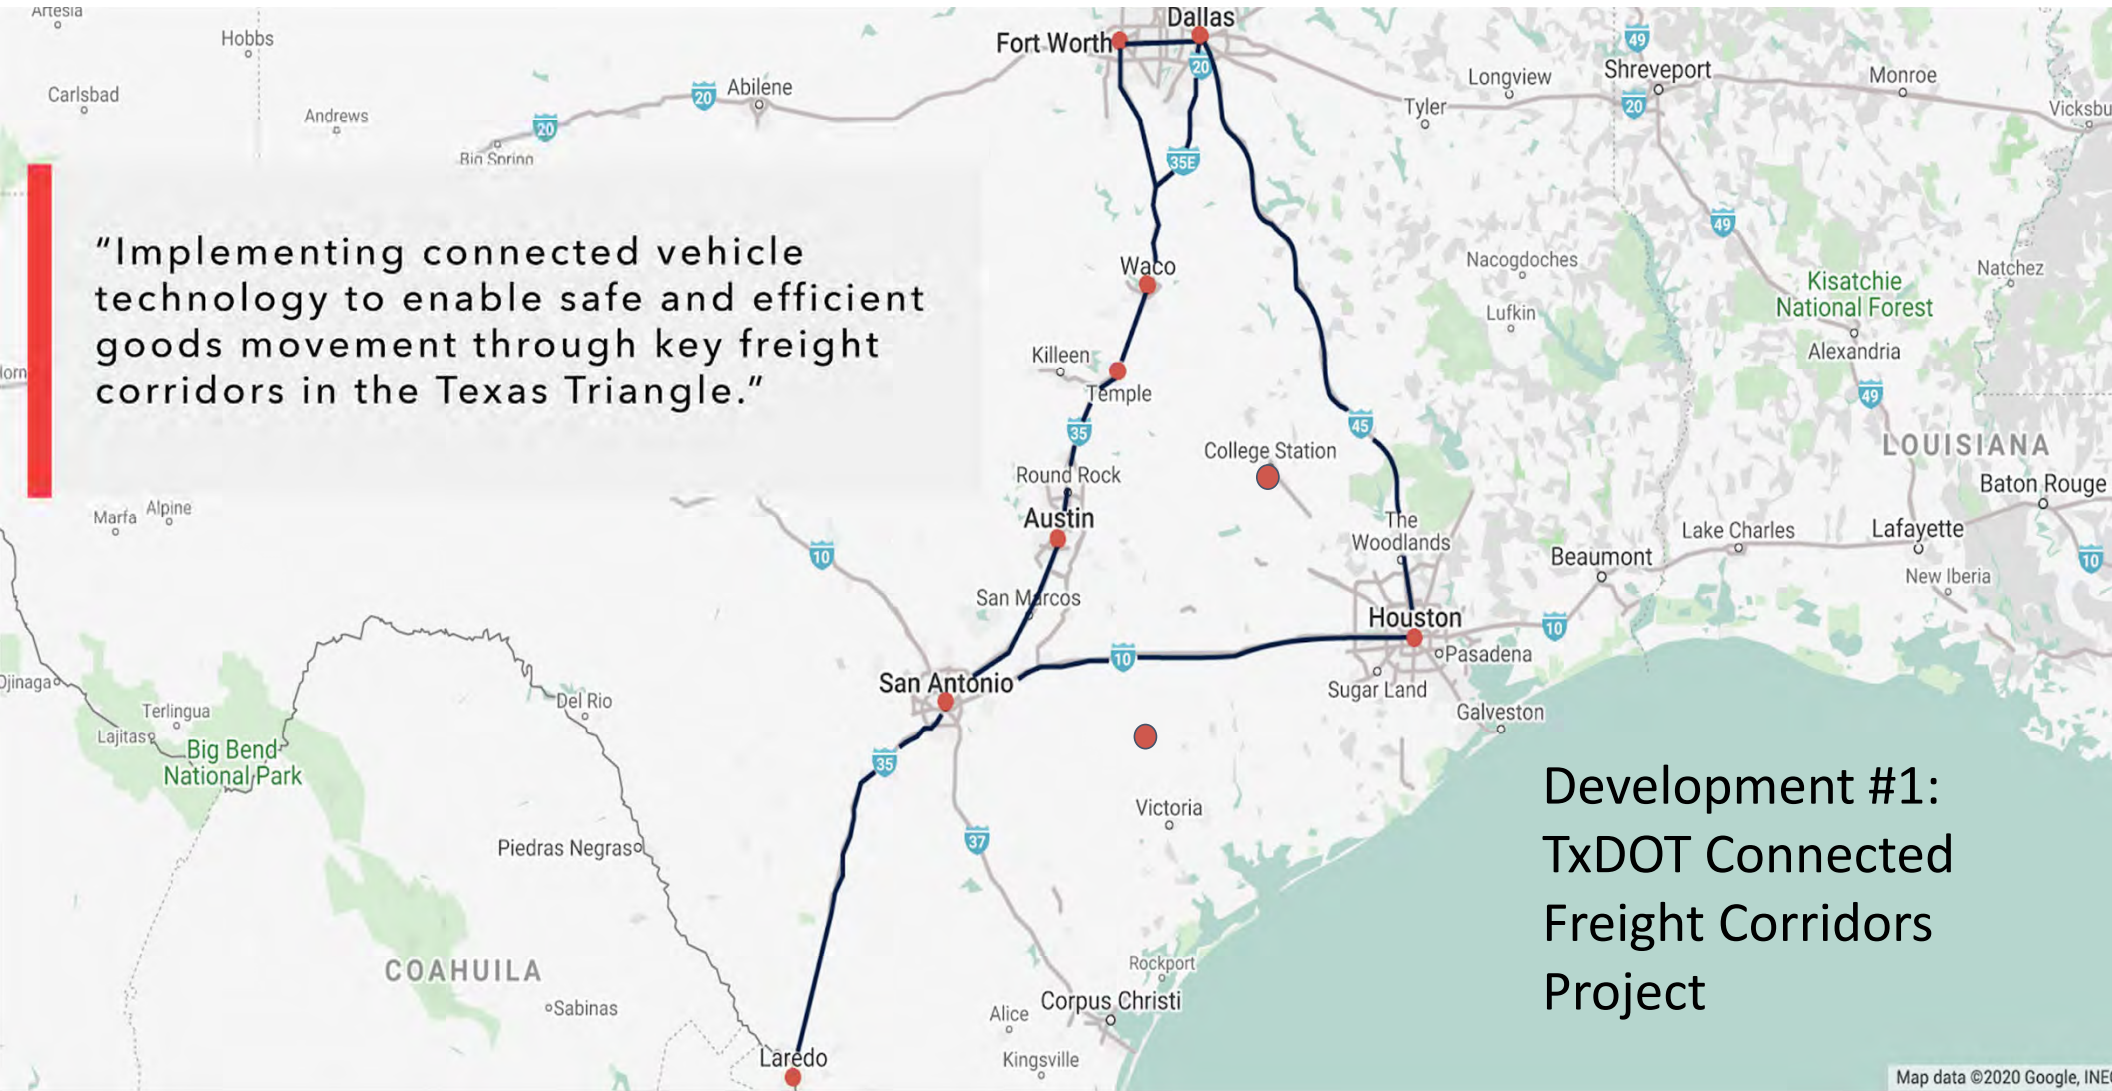 Artesia
Hobbs
Carlsbad
Andrews
20
20
Abilene
Big Spring
Fort Worth
Dallas
20
35E
Longview
Tyler
49
Shreveport
20
Monroe
49
Natchez
Nacogdoches
Lufkin
Kisatchie
National Forest
Alexandria
49
LOUISIANA
Baton Rouge
“Implementing connected vehicle
technology to enable safe and efficient
goods movement through key freight
corridors in the Texas Triangle.”
Waco
Killeen
Temple
35
45
College Station
Round Rock
Austin
San Marcos
The
Woodlands
Houston
Pasadena
Sugar Land
Galveston
Beaumont
10
Lake Charles
Lafayette
New Iberia
10
Marfa
Alpine
10
San Antonio
10
35
37
Victoria
Ojinaga
Terlingua
Lajitas
Big Bend
National Park
Del Rio
Piedras Negras
COAHUILA
Sabinas
Laredo
Rockport
Corpus Christi
Alice
Kingsville
Development #1:
TxDOT Connected
Freight Corridors
Project
Map data ©2020 Google,